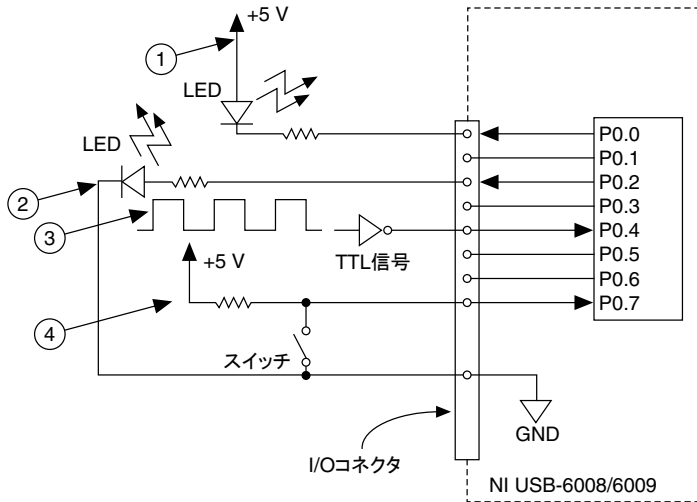 +5 V
1
LED
LED
2
3
+5 V
TTL信号
4
スイッチ
P0.0
P0.1
P0.2
P0.3
P0.4
P0.5
P0.6
P0.7
GND
I/Oコネクタ
NI USB-6008/6009